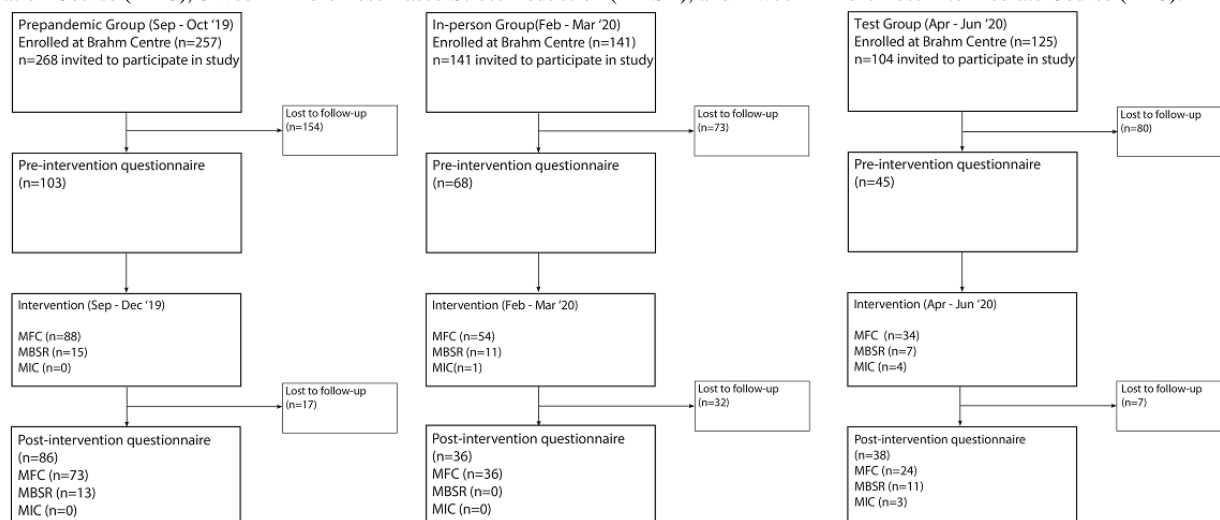 Prepandemic Group (Sep - Oct ‘19)
Enrolled at Brahm Centre (n=257)
n=268 invited to participate in study
Lost to follow-up
(n=154)
Pre-intervention questionnaire
(n=103)
Intervention (Sep - Dec ‘19)
MFC (n=88)
MBSR (n=15)
MIC (n=0)
Lost to follow-up
(n=17)
Post-intervention questionnaire
(n=86)
MFC (n=73)
MBSR (n=13)
MIC (n=0)
In-person Group(Feb - Mar ‘20)
Enrolled at Brahm Centre (n=141)
n=141 invited to participate in study
Lost to follow-up
(n=73)
Pre-intervention questionnaire
(n=68)
Intervention (Feb - Mar ‘20)
MFC (n=54)
MBSR (n=11)
MIC(n=1)
Lost to follow-up
(n=32)
Post-intervention questionnaire
(n=36)
MFC (n=36)
MBSR (n=0)
MIC (n=0)
Test Group (Apr - Jun ‘20)
Enrolled at Brahm Centre (n=125)
n=104 invited to participate in study
Lost to follow-up
(n=80)
Pre-intervention questionnaire
(n=45)
Intervention (Apr - Jun ‘20)
MFC (n=34)
MBSR (n=7)
MIC (n=4)
Lost to follow-up
(n=7)
Post-intervention questionnaire
(n=38)
MFC (n=24)
MBSR (n=11)
MIC (n=3)